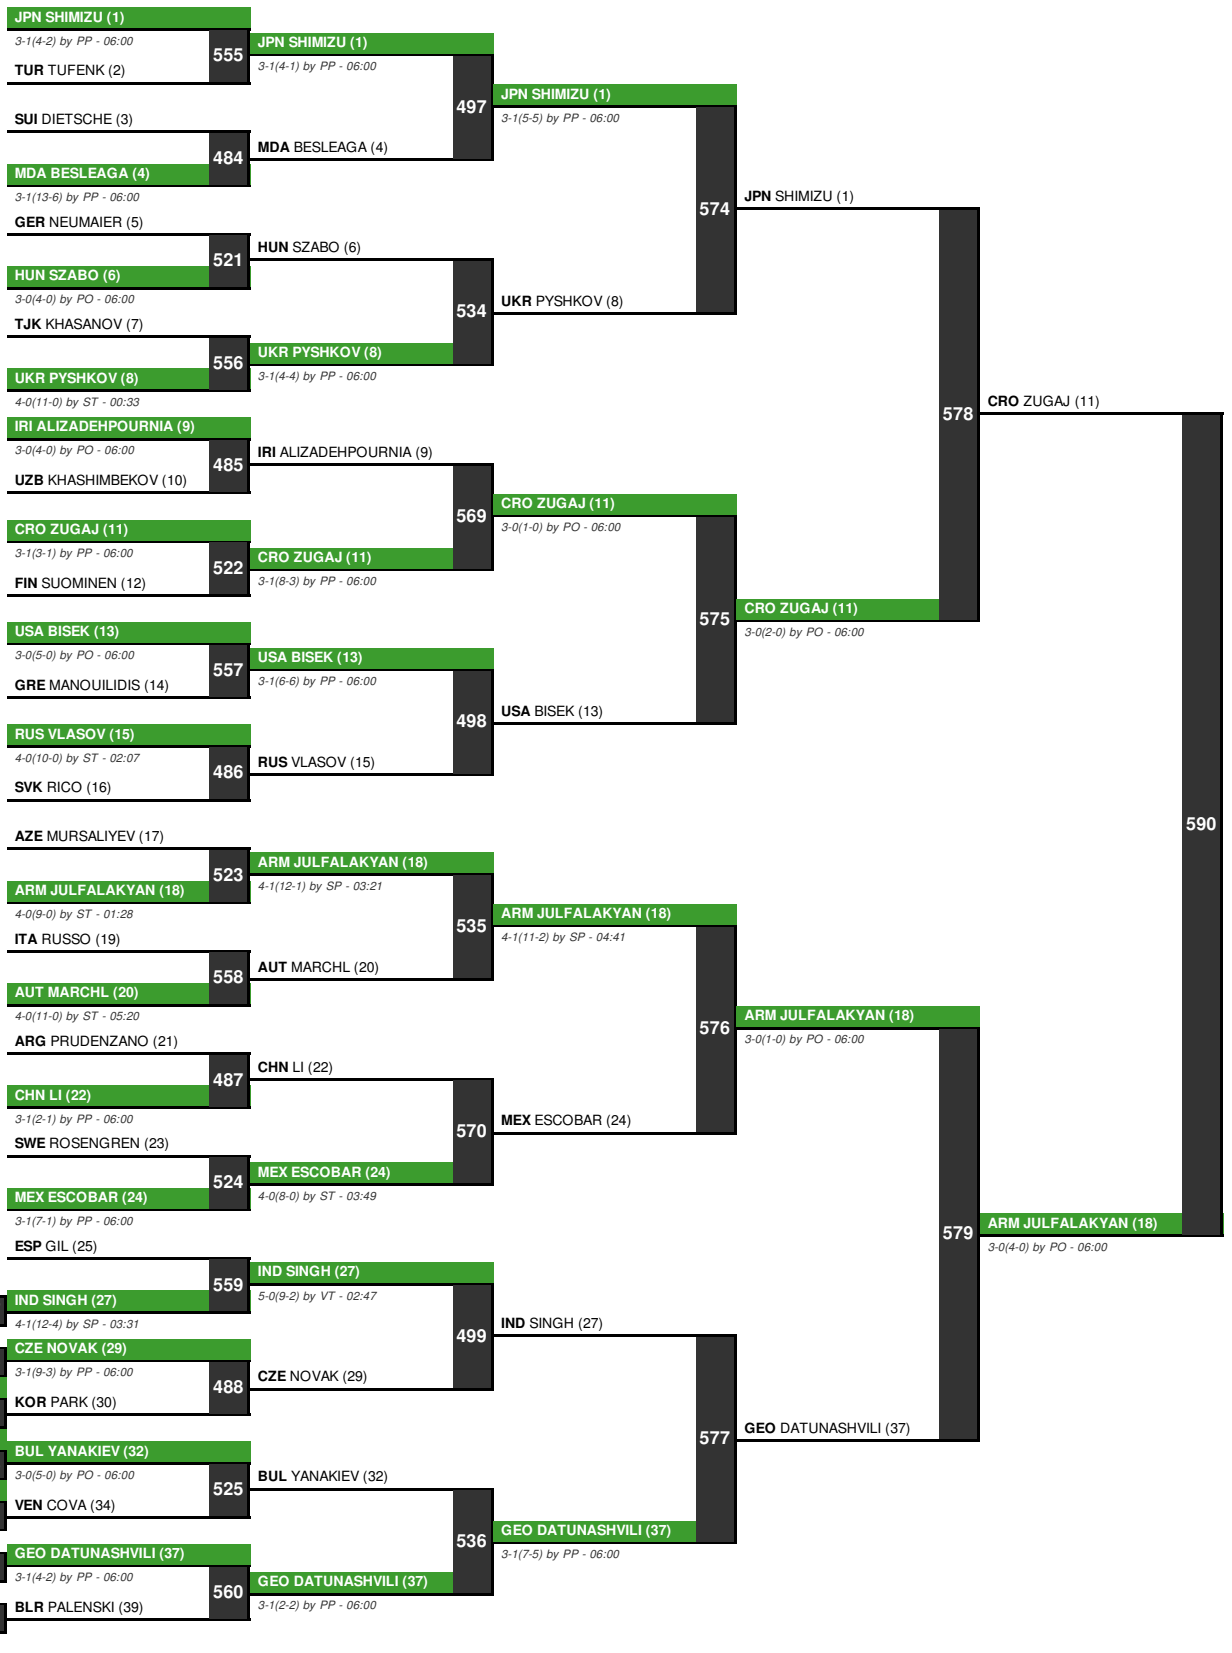 JPN SHIMIZU (1)
3-1(4-2) by PP - 06:00
TUR TUFENK (2)
555
SUI DIETSCHE (3)
484
MDA BESLEAGA (4)
3-1(13-6) by PP - 06:00
GER NEUMAIER (5)
521
HUN SZABO (6)
3-0(4-0) by PO - 06:00
TJK KHASANOV (7)
556
UKR PYSHKOV (8)
4-0(11-0) by ST - 00:33
IRI ALIZADEHPOURNIA (9)
3-0(4-0) by PO - 06:00
485
UZB KHASHIMBEKOV (10)
CRO ZUGAJ (11)
3-1(3-1) by PP - 06:00
522
FIN SUOMINEN (12)
USA BISEK (13)
3-0(5-0) by PO - 06:00
557
GRE MANOUILIDIS (14)
RUS VLASOV (15)
4-0(10-0) by ST - 02:07
486
SVK RICO (16)
AZE MURSALIYEV (17)
523
ARM JULFALAKYAN (18)
4-0(9-0) by ST - 01:28
ITA RUSSO (19)
558
AUT MARCHL (20)
4-0(11-0) by ST - 05:20
ARG PRUDENZANO (21)
487
CHN LI (22)
3-1(2-1) by PP - 06:00
SWE ROSENGREN (23)
524
MEX ESCOBAR (24)
3-1(7-1) by PP - 06:00
ESP GIL (25)
559
IND SINGH (27)
4-1(12-4) by SP - 03:31
CZE NOVAK (29)
3-1(9-3) by PP - 06:00
488
KOR PARK (30)
BUL YANAKIEV (32)
3-0(5-0) by PO - 06:00
525
VEN COVA (34)
GEO DATUNASHVILI (37)
3-1(4-2) by PP - 06:00
560
BLR PALENSKI (39)
JPN SHIMIZU (1)
3-1(4-1) by PP - 06:00
497
MDA BESLEAGA (4)
HUN SZABO (6)
534
UKR PYSHKOV (8)
3-1(4-4) by PP - 06:00
IRI ALIZADEHPOURNIA (9)
569
CRO ZUGAJ (11)
3-1(8-3) by PP - 06:00
USA BISEK (13)
3-1(6-6) by PP - 06:00
498
RUS VLASOV (15)
ARM JULFALAKYAN (18)
4-1(12-1) by SP - 03:21
535
AUT MARCHL (20)
CHN LI (22)
570
MEX ESCOBAR (24)
4-0(8-0) by ST - 03:49
IND SINGH (27)
5-0(9-2) by VT - 02:47
499
CZE NOVAK (29)
BUL YANAKIEV (32)
536
GEO DATUNASHVILI (37)
3-1(2-2) by PP - 06:00
JPN SHIMIZU (1)
3-1(5-5) by PP - 06:00
574
UKR PYSHKOV (8)
CRO ZUGAJ (11)
3-0(1-0) by PO - 06:00
575
USA BISEK (13)
ARM JULFALAKYAN (18)
4-1(11-2) by SP - 04:41
576
MEX ESCOBAR (24)
IND SINGH (27)
577
GEO DATUNASHVILI (37)
3-1(7-5) by PP - 06:00
JPN SHIMIZU (1)
578
CRO ZUGAJ (11)
3-0(2-0) by PO - 06:00
ARM JULFALAKYAN (18)
3-0(1-0) by PO - 06:00
579
GEO DATUNASHVILI (37)
CRO ZUGAJ (11)
590
ARM JULFALAKYAN (18)
3-0(4-0) by PO - 06:00